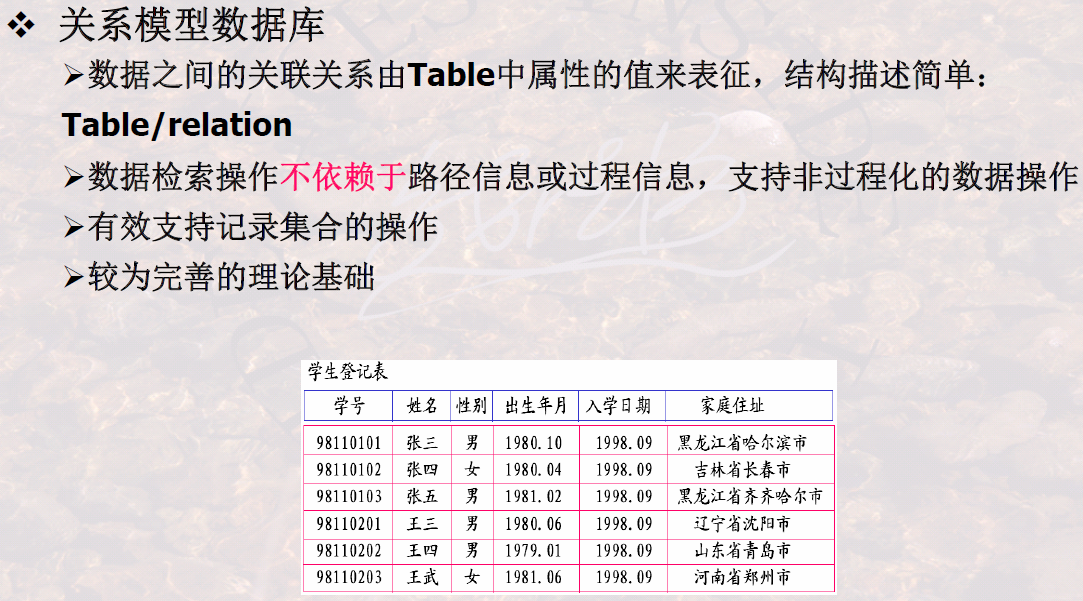 ❖ 关系模型数据库
➢数据之间的关联关系由Table中属性的值来表征，结构描述简单：
Table/relation
➢数据检索操作不依赖于路径信息或过程信息，支持非过程化的数据操作
➢有效支持记录集合的操作
➢较为完善的理论基础
学生登记表
学号 姓名 性别 出生年月 入学日期 家庭住址
98110101 张三 男 1980.10 1998.09 黑龙江省哈尔滨市
98110102 张四 女 1980.04 1998.09 吉林省长春市
98110103 张五 男 1981.02 1998.09 黑龙江省齐齐哈尔市
98110201 王三 男 1980.06 1998.09 辽宁省沈阳市
98110202 王四 男 1979.01 1998.09 山东省青岛市
98110203 王武 女 1981.06 1998.09 河南省郑州市